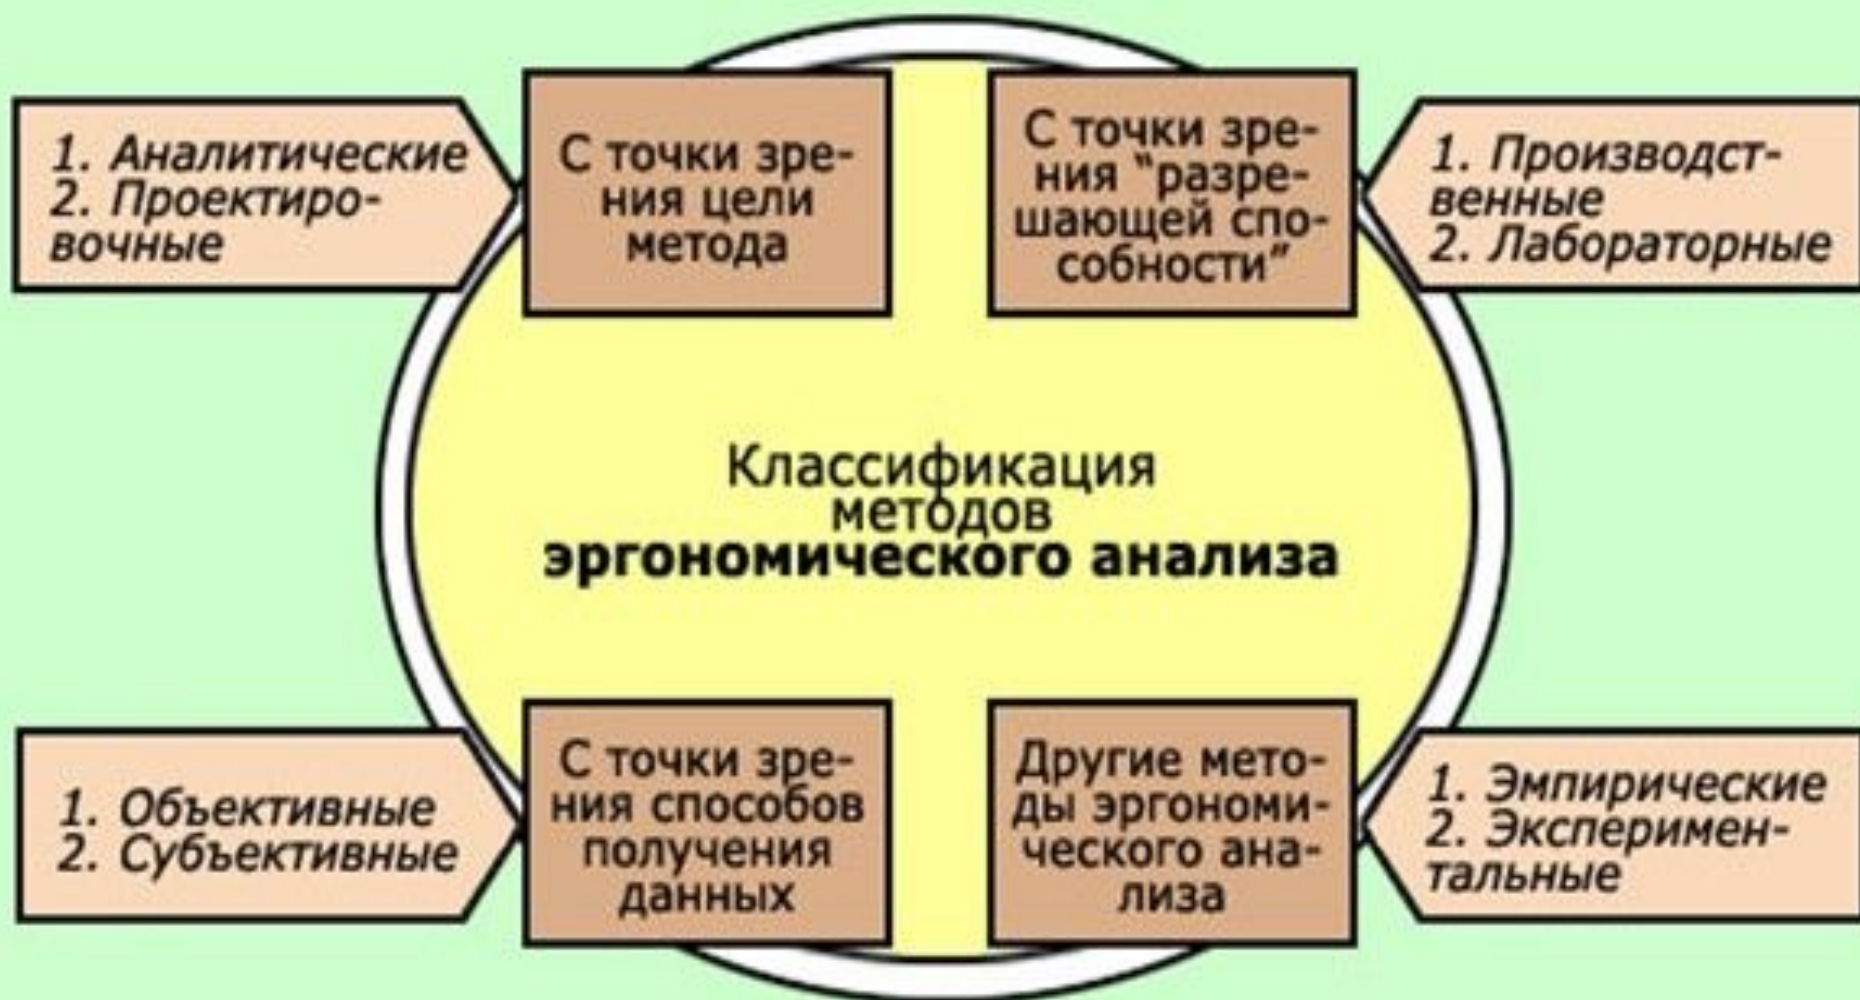 1. Аналитические
2. Проектиро-
вочные
С точки зре-
ния цели
метода
С точки зре-
ния “разре-
шающей спо-
собности”
1. Производст-
венные
2. Лабораторные
Классификация
методов
эргономического анализа
1. Объективные
2. Субъективные
С точки зре-
ния способов
получения
данных
Другие мето-
ды эргономи-
ческого ана-
лиза
1. Эмпирические
2. Эксперимен-
тальные